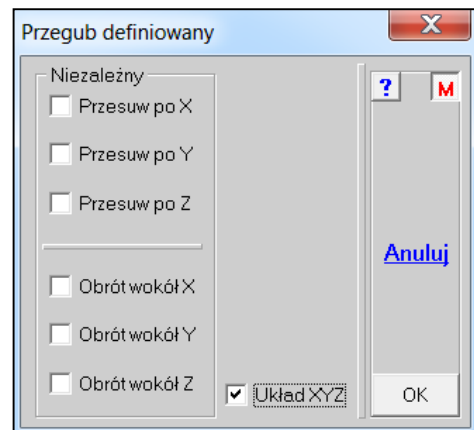 Przegub definiowany
X
Niezależny
Przesuw po X
Przesuw po Y
Przesuw po Z
Obrót wokół X
Obrót wokół Y
Obrót wokół Z
Układ XYZ
? M
Anuluj
OK